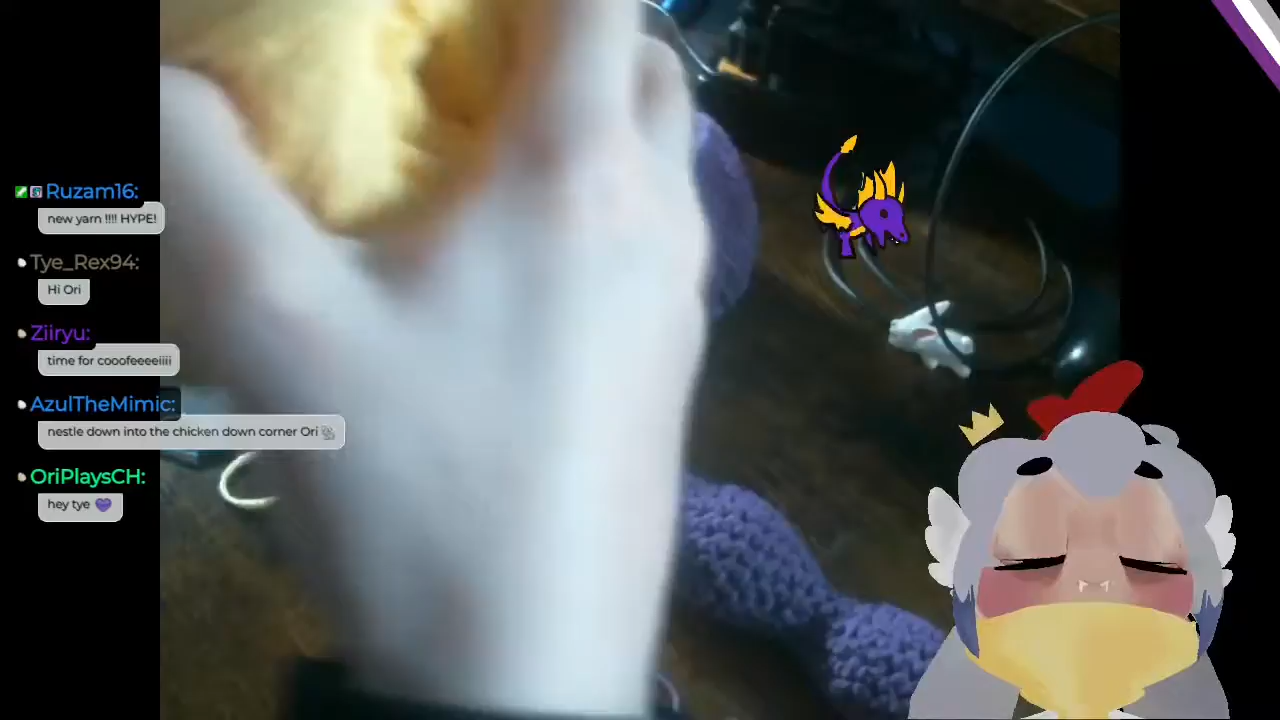 Ruzam16:
new yarn !!!! HYPE!
Tye_Rex94:
Hi Ori
Ziiryu:
time for cooofeeeeiiii
AzulTheMimic:
nestle down into the chicken down corner Ori
OriPlaysCH:
hey tye 💜